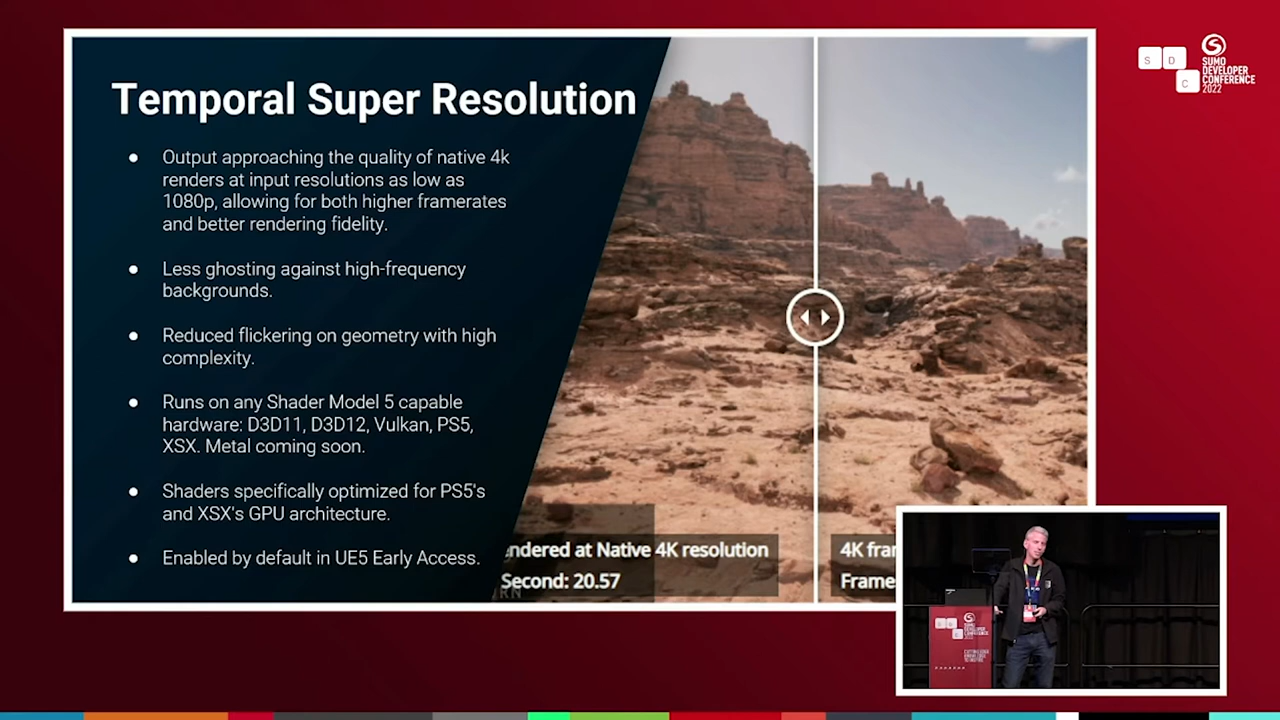 Temporal Super Resolution
● Output approaching the quality of native 4k
renders at input resolutions as low as
1080p, allowing for both higher framerates
and better rendering fidelity.
● Less ghosting against high-frequency
backgrounds.
● Reduced flickering on geometry with high
complexity.
● Runs on any Shader Model 5 capable
hardware: D3D11, D3D12, Vulkan, PS5,
XSX. Metal coming soon.
● Shaders specifically optimized for PS5's
and XSX's GPU architecture.
● Enabled by default in UE5 Early Access.
ndered at Native 4K resolution
Second: 20.57
4K fra
Frame
S D
C
SUMO
DEVELOPER
CONFERENCE
2022
SUMO
DEVELOPER
CONFERENCE